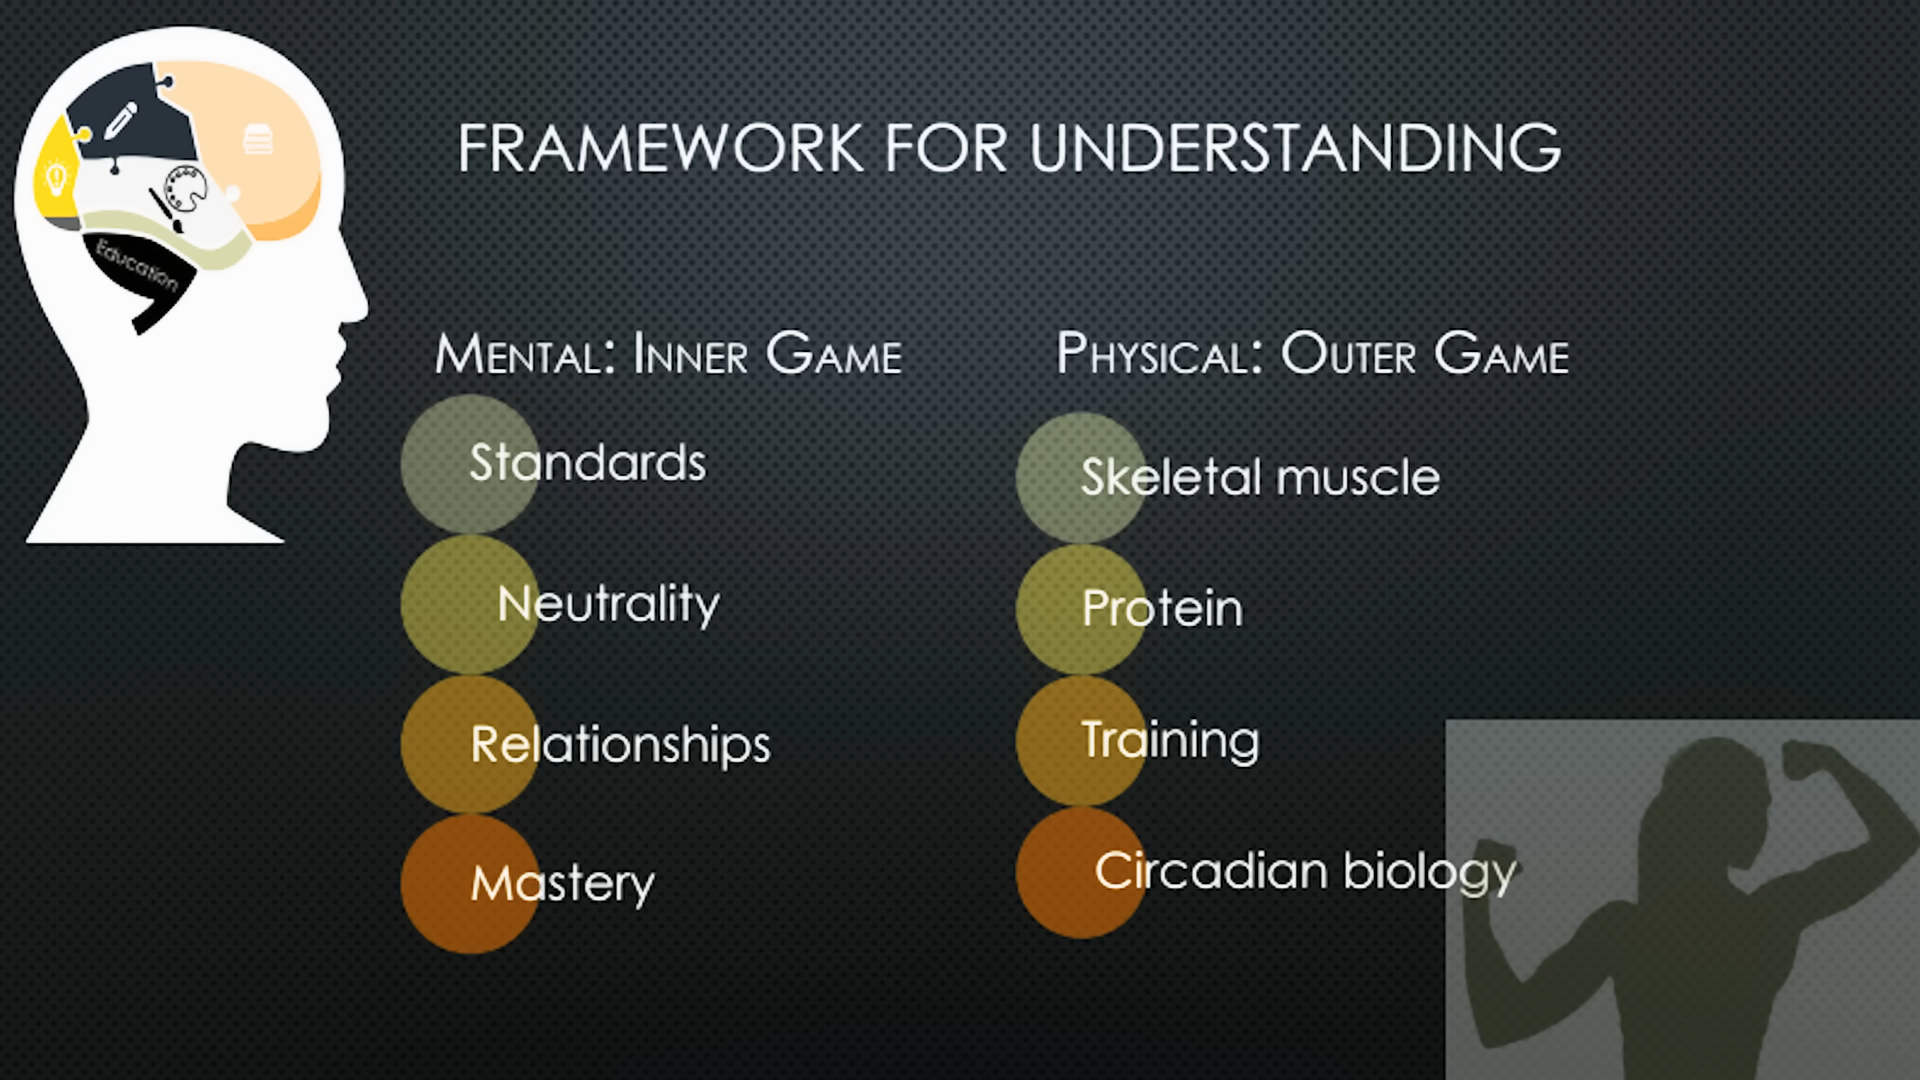 Education
FRAMEWORK FOR UNDERSTANDING
Mental: Inner Game
Standards
Neutrality
Relationships
Mastery
Physical: Outer Game
Skeletal muscle
Protein
Training
Circadian biology